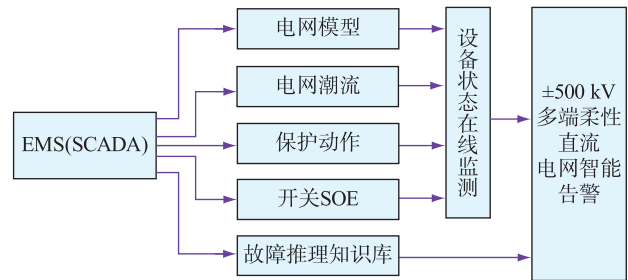 EMS(SCADA)
电网模型
电网潮流
保护动作
开关SOE
故障推理知识库
设备状态在线监测
±500 kV
多端柔性
直流
电网智能
告警